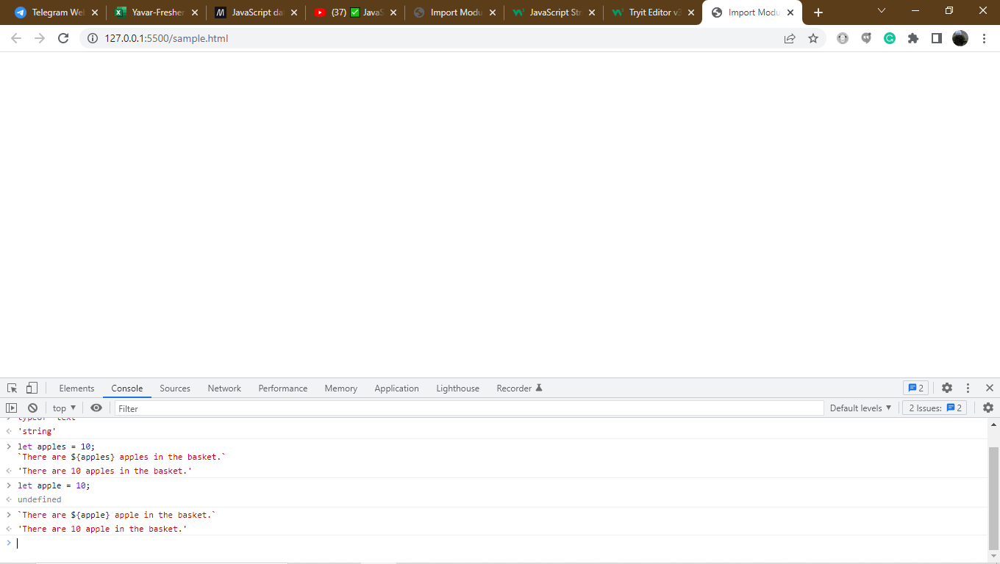 Telegram Wel
Yavar-Fresher
JavaScript da
(37) ✅ JavaS
Import Modu
JavaScript Str
Tryit Editor v3
Import Modu
127.0.0.1:5500/sample.html
Elements Console Sources Network Performance Memory Application Lighthouse Recorder 2
top ▼ Filter Default levels ▼ 2 Issues: 2
typeof 'text'
'string'
let apples = 10;
`There are ${apples} apples in the basket.`
'There are 10 apples in the basket.'
let apple = 10;
undefined
`There are ${apple} apple in the basket.`
'There are 10 apple in the basket.'